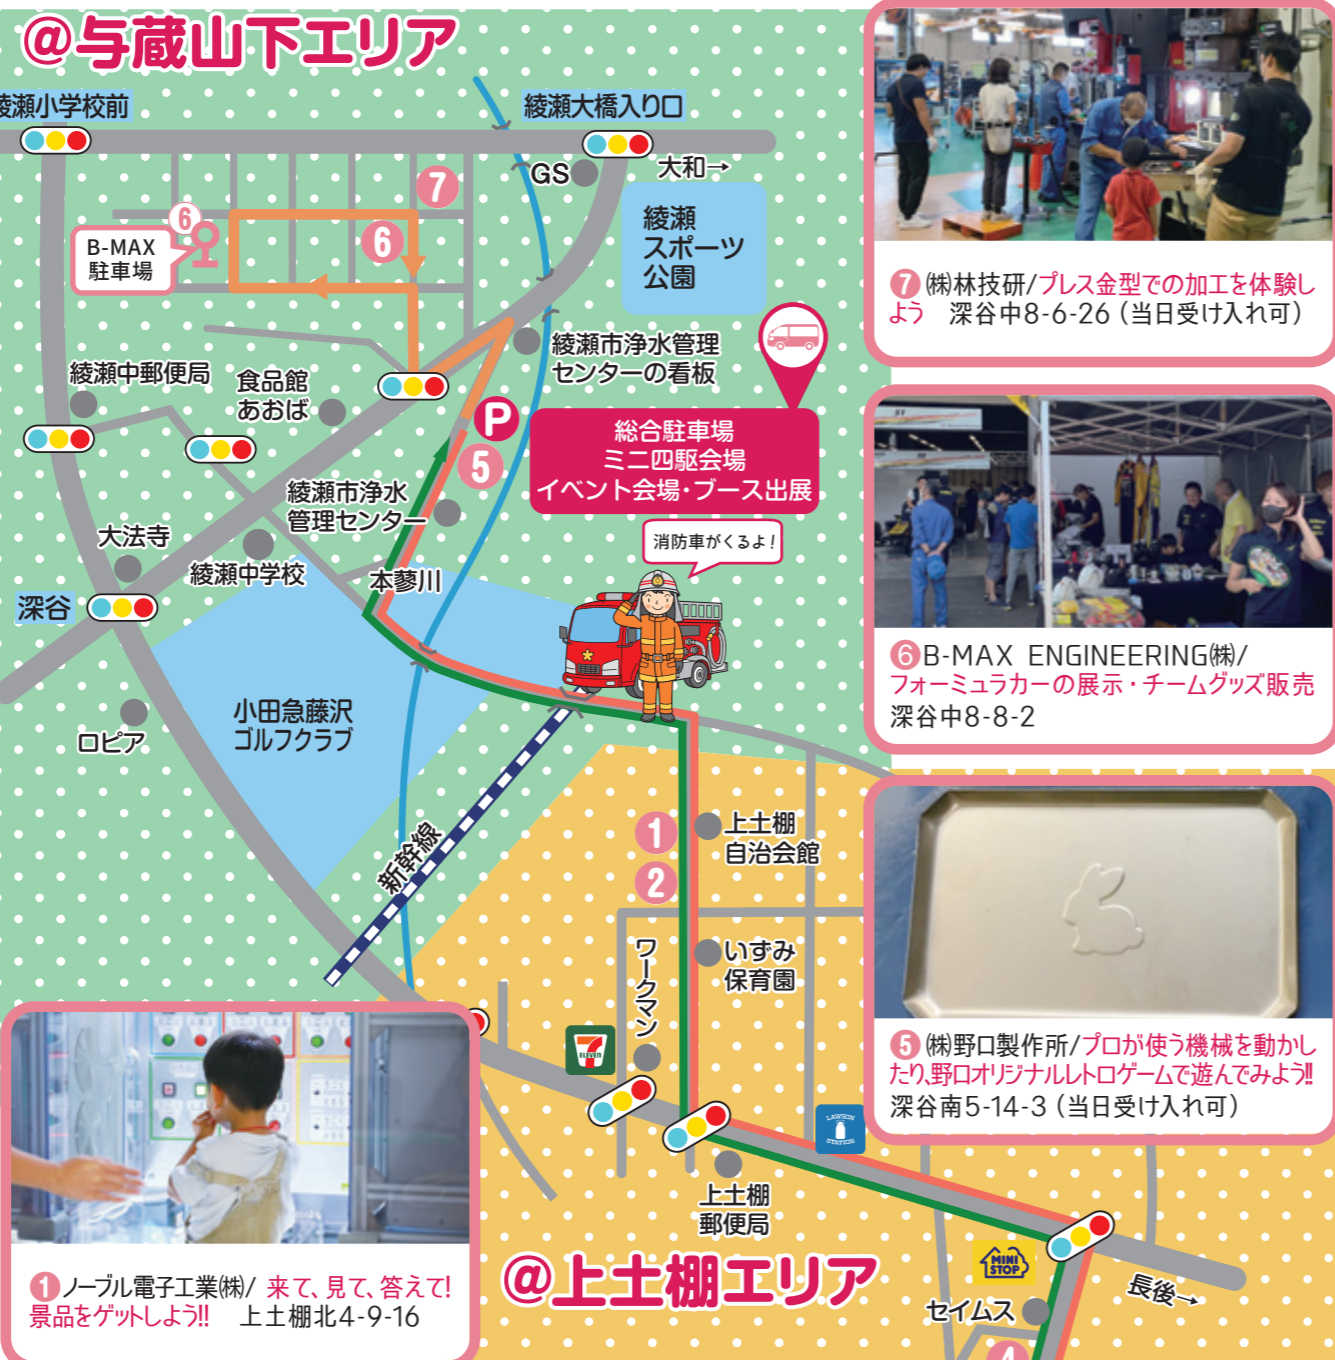 @与蔵山下エリア
綾瀬小学校前
綾瀬大橋入り口
GS
大和→
綾瀬
スポーツ
公園
7
6
6
B-MAX
駐車場
綾瀬市浄水管理
センターの看板
綾瀬中郵便局
食品館
あおば
P
5
総合駐車場
ミニ四駆会場
イベント会場・ブース出展
消防車がくるよ!
綾瀬市浄水
管理センター
大法寺
綾瀬中学校
本蓼川
深谷
ロピア
小田急藤沢
ゴルフクラブ
新幹線
1
2
上土棚
自治会館
いずみ
保育園
ワークマン
7
ELEVEN
LAWSON
STATION
上土棚
郵便局
@上土棚エリア
MINI
STOP
セイムス
長後→
4
7 ㈱林技研/プレス金型での加工を体験し
よう 深谷中8-6-26（当日受け入れ可）
6 B-MAX ENGINEERING㈱/
フォーミュラカーの展示・チームグッズ販売
深谷中8-8-2
5 ㈱野口製作所/プロが使う機械を動かし
たり、野口オリジナルレトロゲームで遊んでみよう!!
深谷南5-14-3（当日受け入れ可）
1 ノーブル電子工業㈱/ 来て、見て、答えて!
景品をゲットしよう!! 上土棚北4-9-16